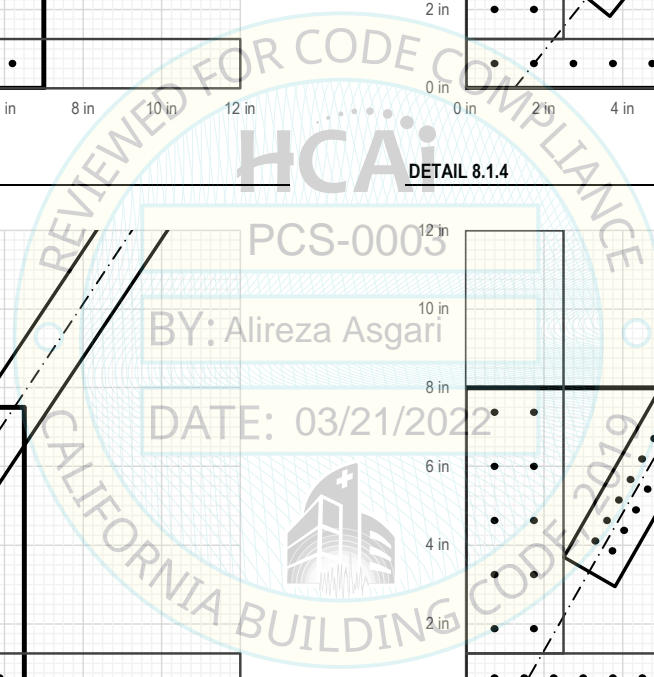 2 in
0 in
in 8 in 10 in 12 in 0 in 2 in 4 in
DETAIL 8.1.4
REVIEWED FOR CODE COMPLIANCE
HCAi
PCS-0003
BY: Alireza Asgari
DATE: 03/21/2022
CALIFORNIA BUILDING CODE 2019
12 in
10 in
8 in
6 in
4 in
2 in